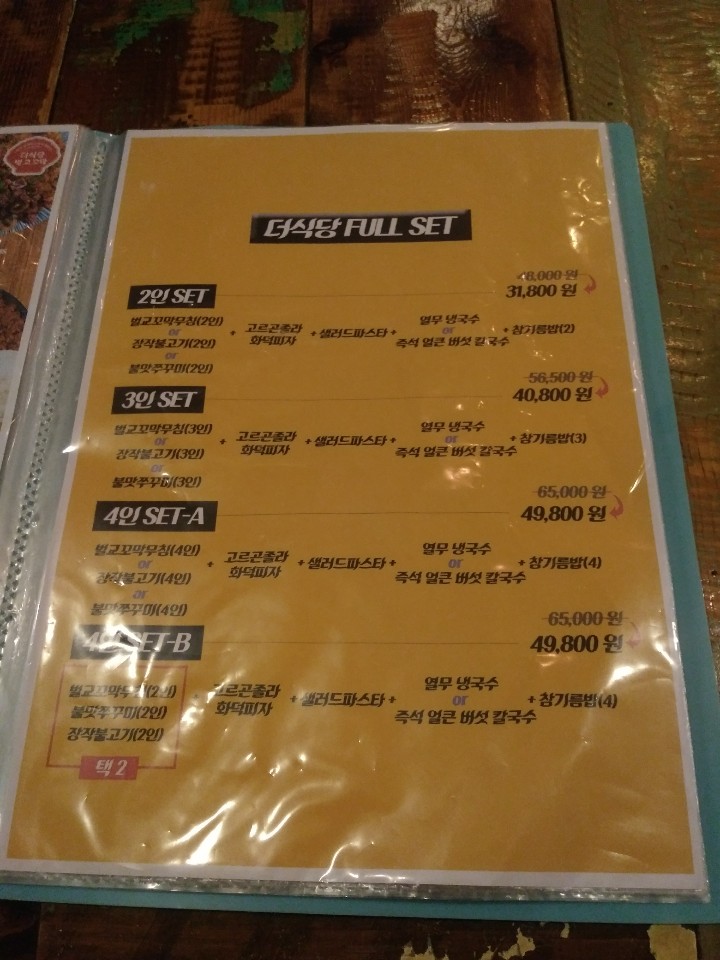 더식당 FULL SET
2인 SET
48,000 원
31,800 원
벌교꼬막무침(2인)
or
장작불고기(2인)
or
불맛쭈꾸미(2인)
+ 고르곤졸라
화덕피자
+ 샐러드파스타 +
열무 냉국수
or
즉석 얼큰 버섯 칼국수
+ 참기름밥(2)
3인 SET
56,500 원
40,800 원
벌교꼬막무침(3인)
or
장작불고기(3인)
or
불맛쭈꾸미(3인)
+ 고르곤졸라
화덕피자
+ 샐러드파스타 +
열무 냉국수
or
즉석 얼큰 버섯 칼국수
+ 참기름밥(3)
4인 SET-A
65,000 원
49,800 원
벌교꼬막무침(4인)
or
장작불고기(4인)
or
불맛쭈꾸미(4인)
+ 고르곤졸라
화덕피자
+ 샐러드파스타 +
열무 냉국수
or
즉석 얼큰 버섯 칼국수
+ 참기름밥(4)
4인 SET-B
65,000 원
49,800 원
벌교꼬막무침(2인)
불맛쭈꾸미(2인)
장작불고기(2인)
택 2
+ 고르곤졸라
화덕피자
+ 샐러드파스타 +
열무 냉국수
or
즉석 얼큰 버섯 칼국수
+ 참기름밥(4)